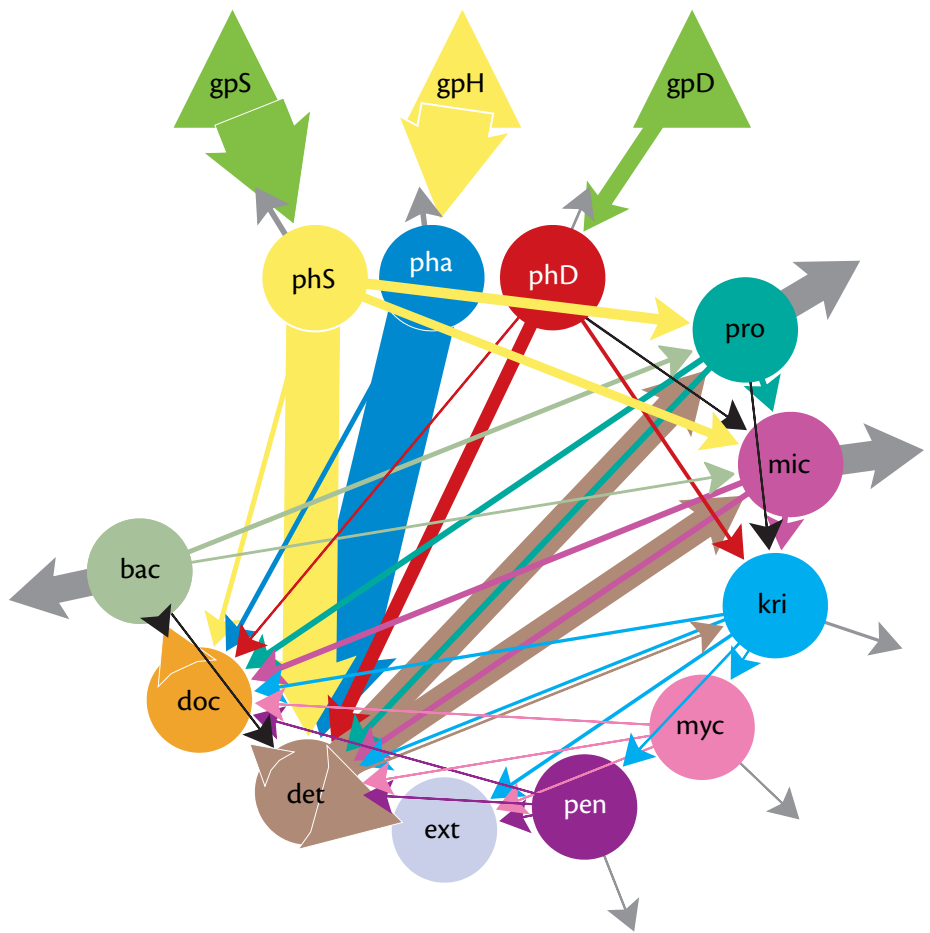 gpS
gpH
gpD
phS
pha
phD
pro
mic
bac
kri
doc
myc
det
ext
pen